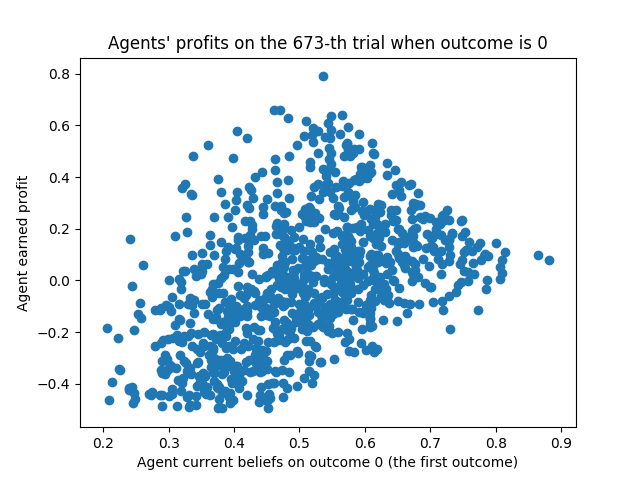 Agents' profits on the 673-th trial when outcome is 0
Agent earned profit
0.8
0.6
0.4
0.2
0.0
−0.2
−0.4
0.2 0.3 0.4 0.5 0.6 0.7 0.8 0.9
Agent current beliefs on outcome 0 (the first outcome)